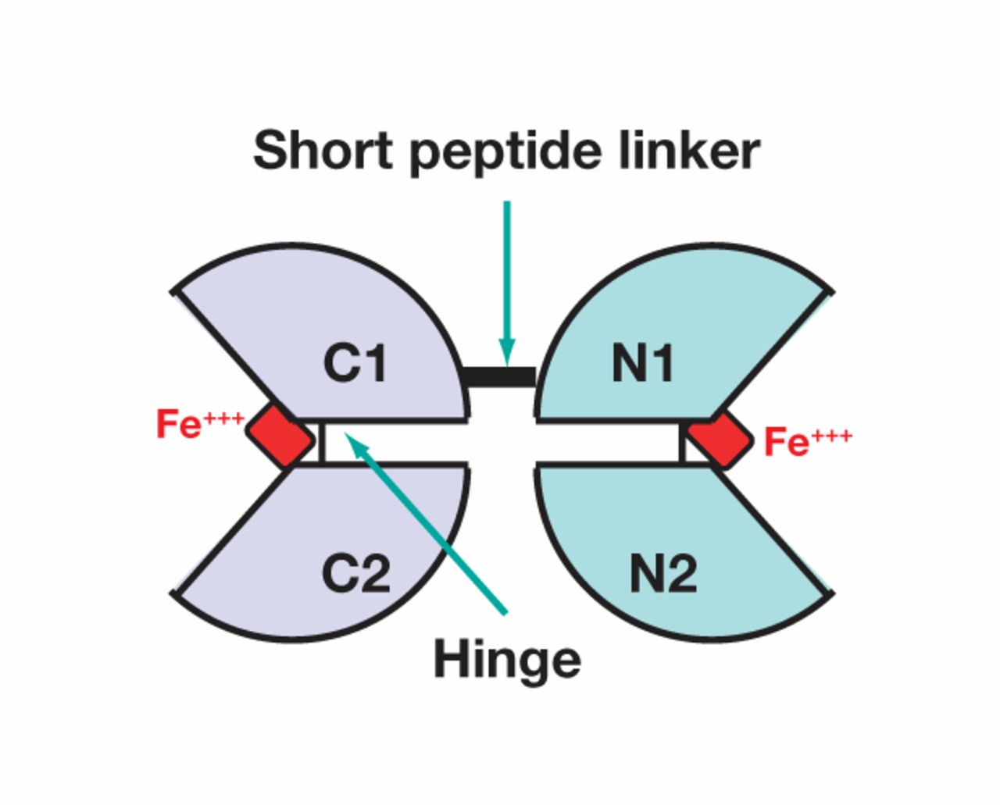 Short peptide linker
C1
N1
Fe+++
Fe+++
C2
N2
Hinge